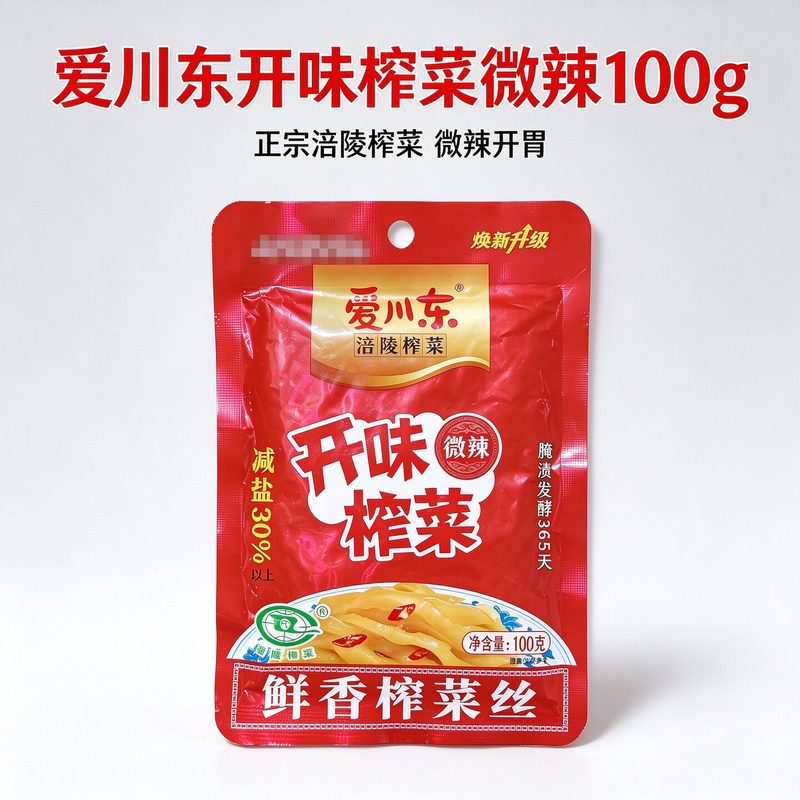 爱川东开味榨菜微辣100g
正宗涪陵榨菜 微辣开胃
焕新升级
爱川东®
涪陵榨菜
开味
微辣
榨菜
减盐30%
以上
腌渍发酵365天
®
涪陵榨菜
净含量：100克
鲜香榨菜丝